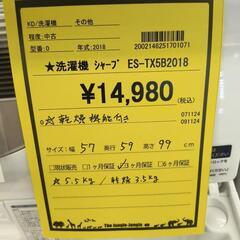 KD/洗濯機 その他
程度:中古
型番:0 年式:2018 2002146251701071
★洗濯機 シャープ ES-TX5B2018
¥14,980(税込)
☆乾燥機能付き 071124
091124
サイズ:幅 57 奥行 59 高さ 99 cm
□現状販売 □1ヶ月保証 ☑3ヶ月保証 □6ヶ月保証
☆5.5kg/乾燥3.5kg
The Jungle-Jungle